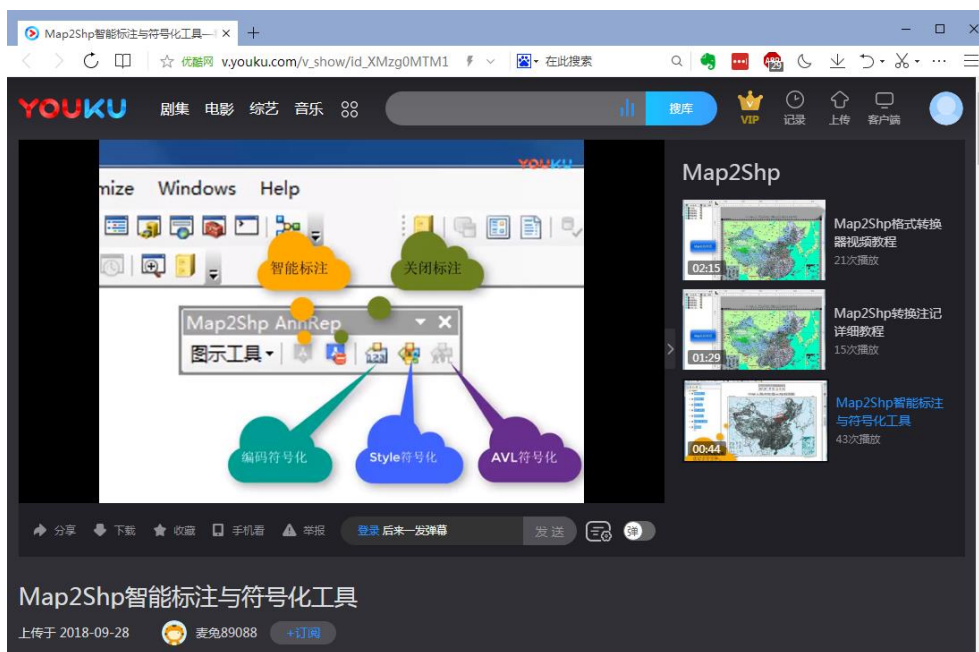 Map2Shp智能标注与符号化工具—
优酷网 v.youku.com/v_show/id_XMzg0MTM1
在此搜索
29
YOUKU
剧集 电影 综艺 音乐
搜库
VIP
记录
上传
客户端
YOUKU
mize Windows Help
智能标注
关闭标注
Map2Shp AnnRep
图示工具
123
编码符号化
Style符号化
AVL符号化
Map2Shp
02:15
Map2Shp格式转换
器视频教程
21次播放
01:29
Map2Shp转换注记
详细教程
15次播放
00:44
Map2Shp智能标注
与符号化工具
43次播放
分享 下载 收藏 手机看 举报
登录 后来一发弹幕
发送
弹
Map2Shp智能标注与符号化工具
上传于 2018-09-28
麦兔89088
+订阅